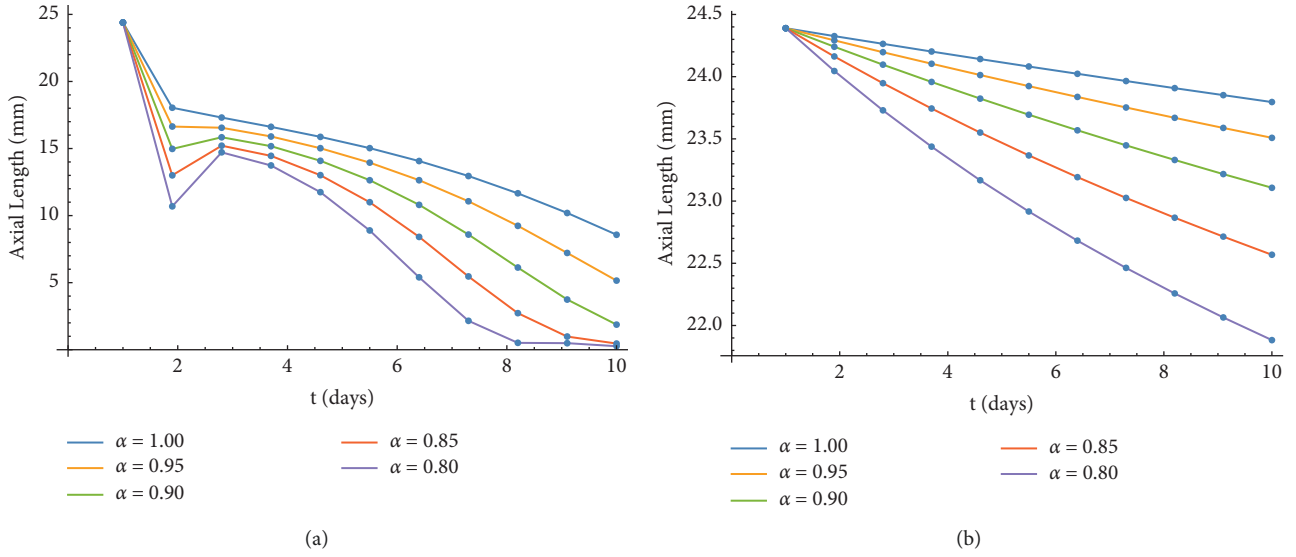 25
20
15
10
5
Axial Length (mm)
2
4
6
8
10
t (days)
α = 1.00
α = 0.95
α = 0.90
α = 0.85
α = 0.80
(a)
24.5
24.0
23.5
23.0
22.5
22.0
Axial Length (mm)
2
4
6
8
10
t (days)
α = 1.00
α = 0.95
α = 0.90
α = 0.85
α = 0.80
(b)